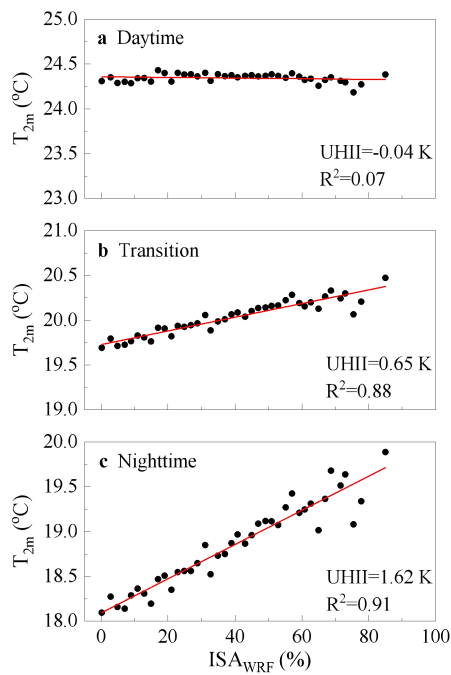 a Daytime
25.0
24.5
24.0
23.5
23.0
T2m (°C)
UHII=-0.04 K
R²=0.07
b Transition
21.0
20.5
20.0
19.5
19.0
T2m (°C)
UHII=0.65 K
R²=0.88
c Nighttime
20.0
19.5
19.0
18.5
18.0
T2m (°C)
UHII=1.62 K
R²=0.91
0 20 40 60 80 100
ISAWRF (%)